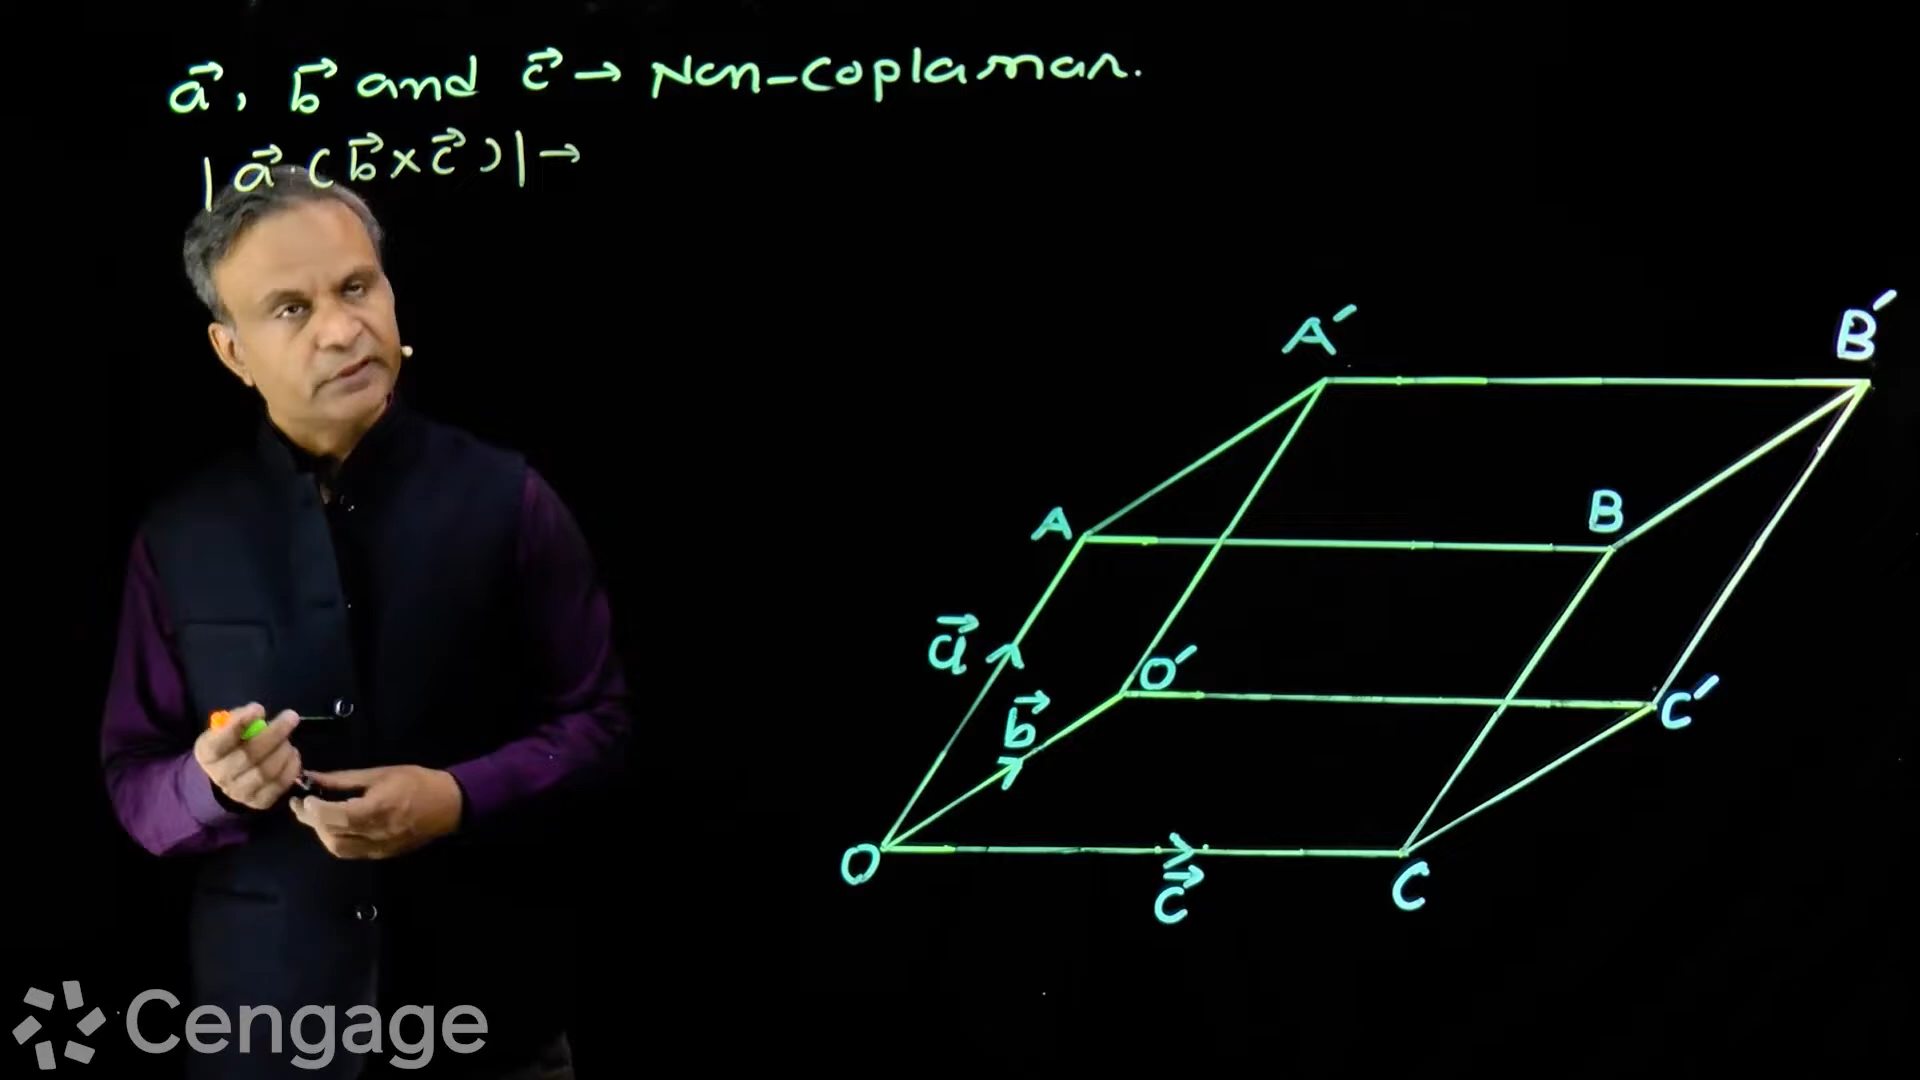 a⃗, b⃗ and c⃗ → Non-coplanar.
|a⃗.(b⃗×c⃗)| →
A′
B′
A
B
a⃗
O′
b⃗
C′
O
c⃗
C
Cengage